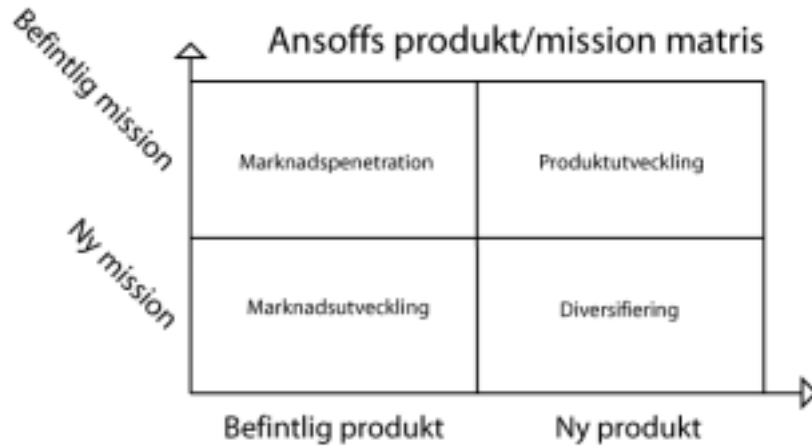 Ansoffs produkt/mission matris
Befintlig mission
Marknadspenetration
Produktutveckling
Ny mission
Marknadsutveckling
Diversifiering
Befintlig produkt
Ny produkt